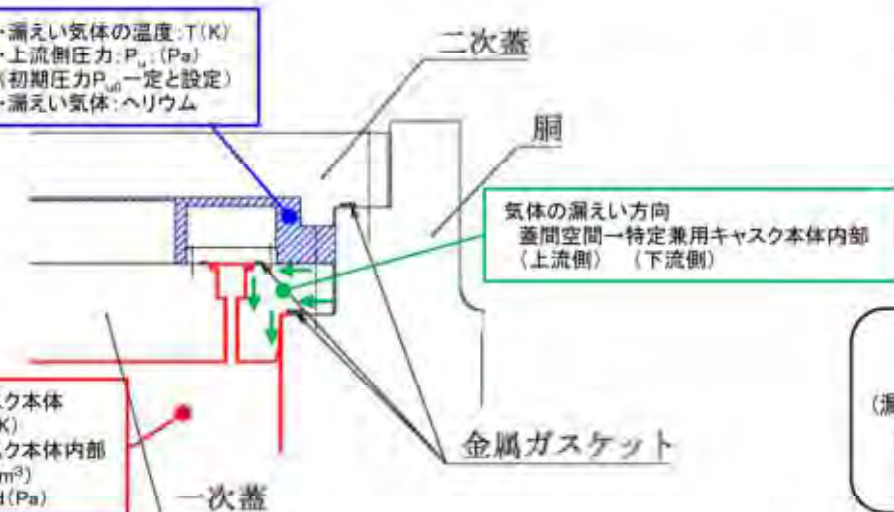 ・漏えい気体の温度:T(K)
・上流側圧力:Pu:(Pa)
(初期圧力Pu0一定と設定)
・漏えい気体:ヘリウム
二次蓋
胴
気体の漏えい方向
蓋間空間→特定兼用キャスク本体内部
(上流側) (下流側)
スク本体
K)
スク本体内部
m³)
d(Pa)
一次蓋
金属ガスケット
(漏